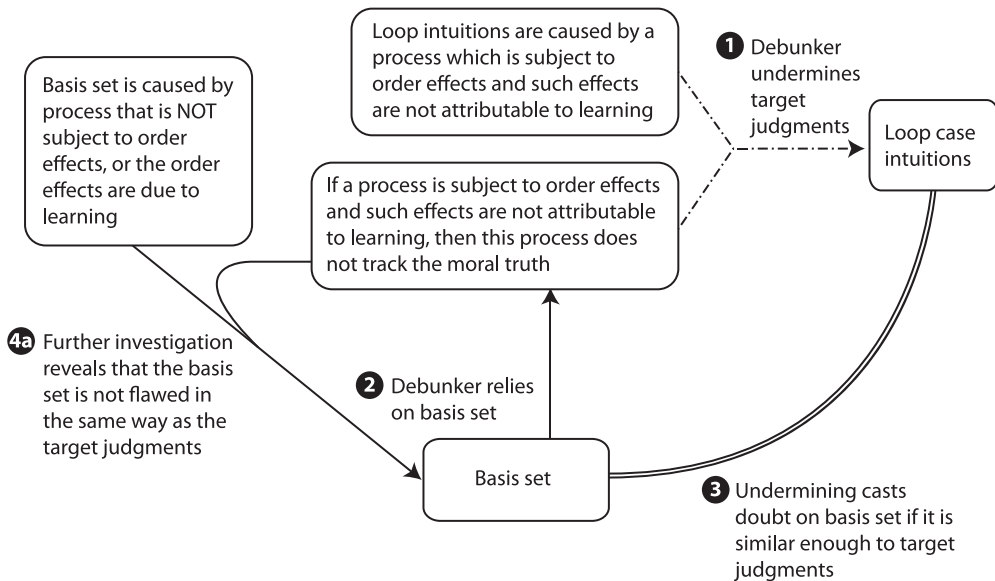 Loop intuitions are caused by a
process which is subject to
order effects and such effects
are not attributable to learning
1 Debunker
undermines
target
judgments
Basis set is caused by
process that is NOT
subject to order
effects, or the order
effects are due to
learning
Loop case
intuitions
If a process is subject to order effects
and such effects are not attributable
to learning, then this process does
not track the moral truth
4a Further investigation
reveals that the basis
set is not flawed in
the same way as the
target judgments
2 Debunker relies
on basis set
Basis set
3 Undermining casts
doubt on basis set if it is
similar enough to target
judgments